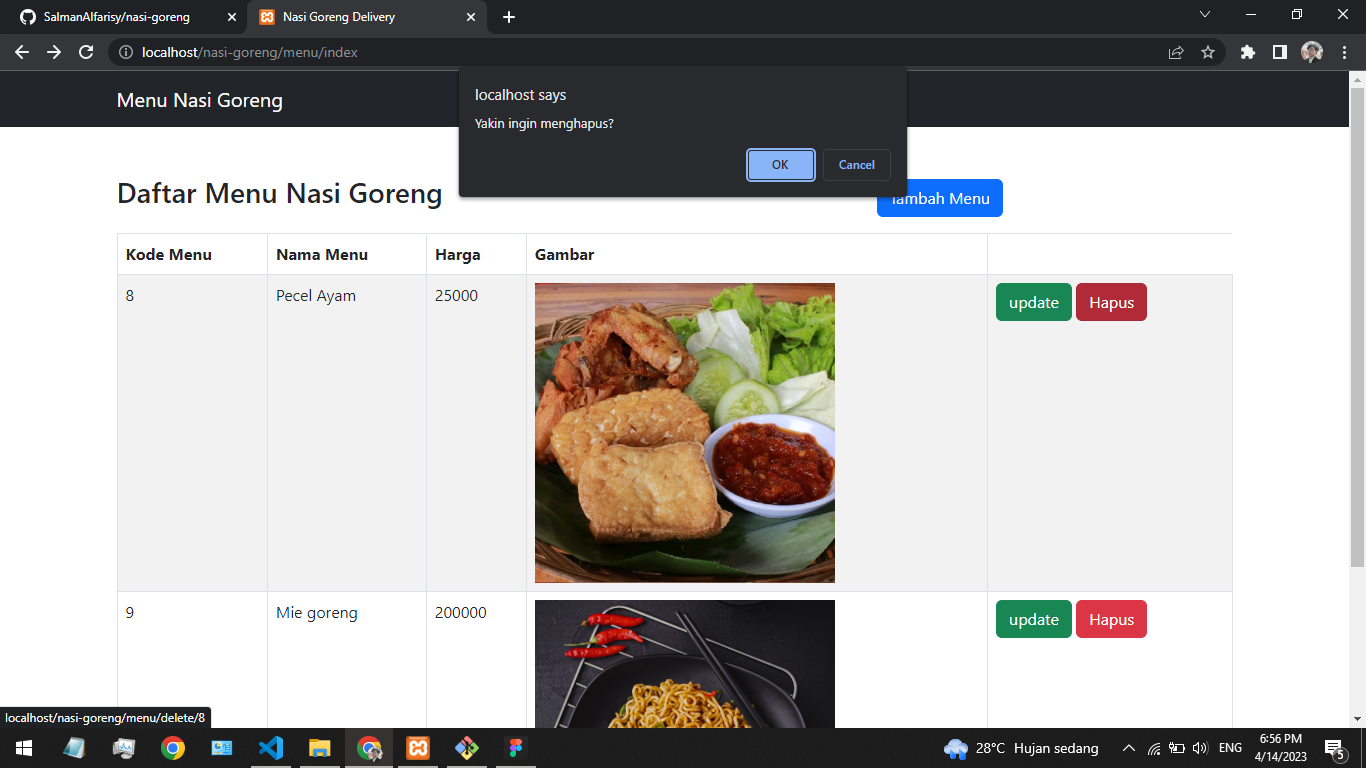 SalmanAlfarisy/nasi-goreng
Nasi Goreng Delivery
localhost/nasi-goreng/menu/index
Menu Nasi Goreng
localhost says
Yakin ingin menghapus?
OK Cancel
Daftar Menu Nasi Goreng
Tambah Menu
Kode Menu Nama Menu Harga Gambar
8 Pecel Ayam 25000 update Hapus
9 Mie goreng 200000 update Hapus
localhost/nasi-goreng/menu/delete/8
28°C Hujan sedang ENG 6:56 PM
4/14/2023
5